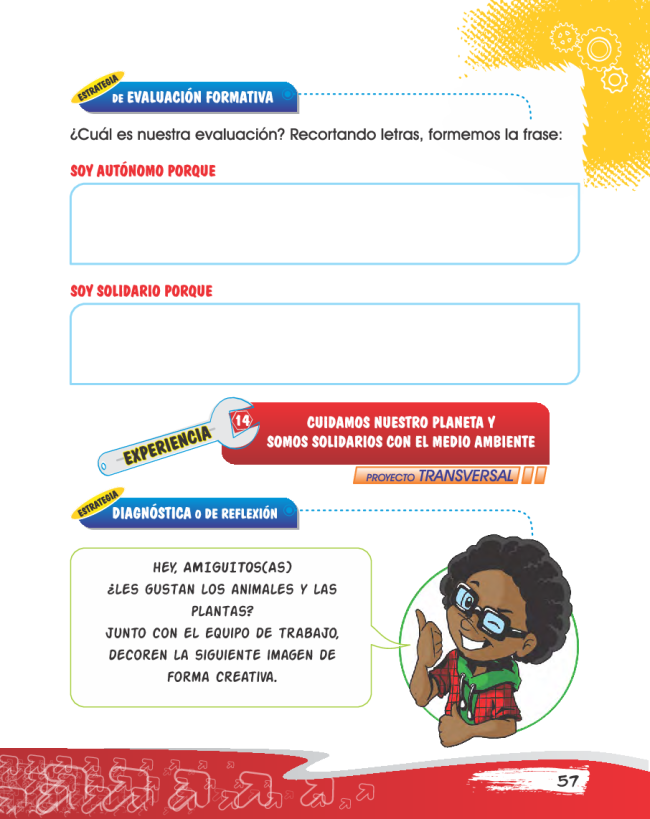 ESTRATEGIA
DE EVALUACIÓN FORMATIVA
¿Cuál es nuestra evaluación? Recortando letras, formemos la frase:
SOY AUTÓNOMO PORQUE
SOY SOLIDARIO PORQUE
EXPERIENCIA
14
CUIDAMOS NUESTRO PLANETA Y
SOMOS SOLIDARIOS CON EL MEDIO AMBIENTE
PROYECTO TRANSVERSAL
ESTRATEGIA
DIAGNÓSTICA O DE REFLEXIÓN
HEY, AMIGUITOS(AS)
¿LES GUSTAN LOS ANIMALES Y LAS
PLANTAS?
JUNTO CON EL EQUIPO DE TRABAJO,
DECOREN LA SIGUIENTE IMAGEN DE
FORMA CREATIVA.
57